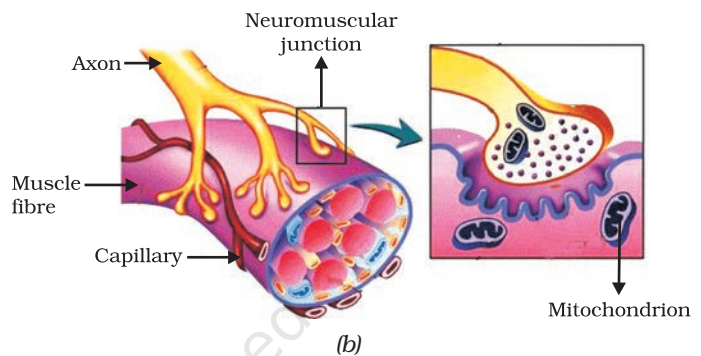 Neuromuscular
junction
Axon
Muscle
fibre
Capillary
Mitochondrion
(b)